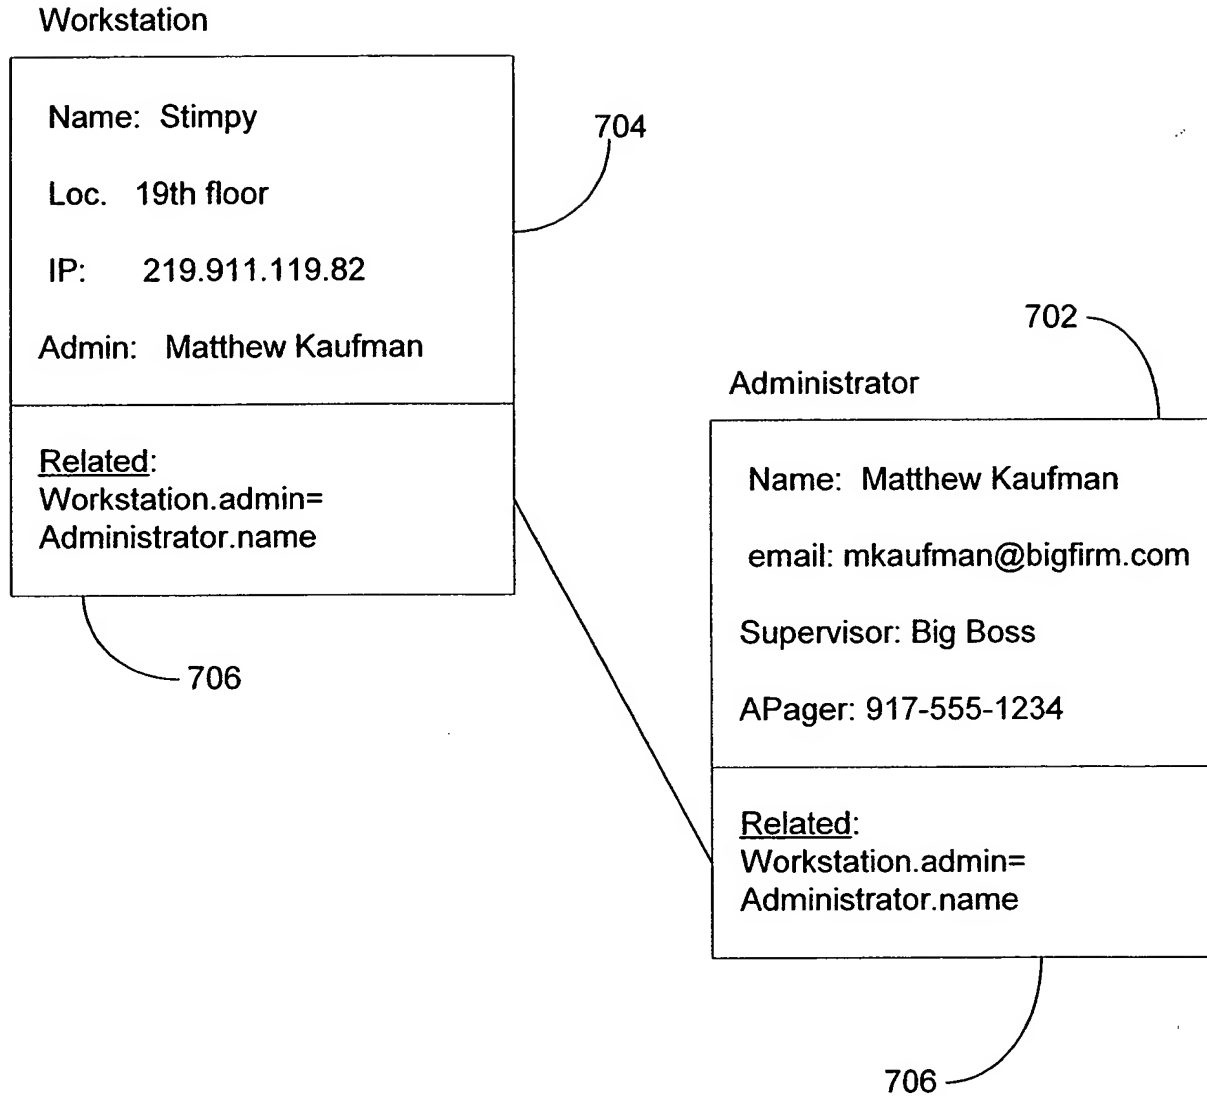 Workstation
Name: Stimpy
704
Loc. 19th floor
IP: 219.911.119.82
Admin: Matthew Kaufman
Related:
Workstation.admin=
Administrator.name
706
702
Administrator
Name: Matthew Kaufman
email: mkaufman@bigfirm.com
Supervisor: Big Boss
APager: 917-555-1234
Related:
Workstation.admin=
Administrator.name
706